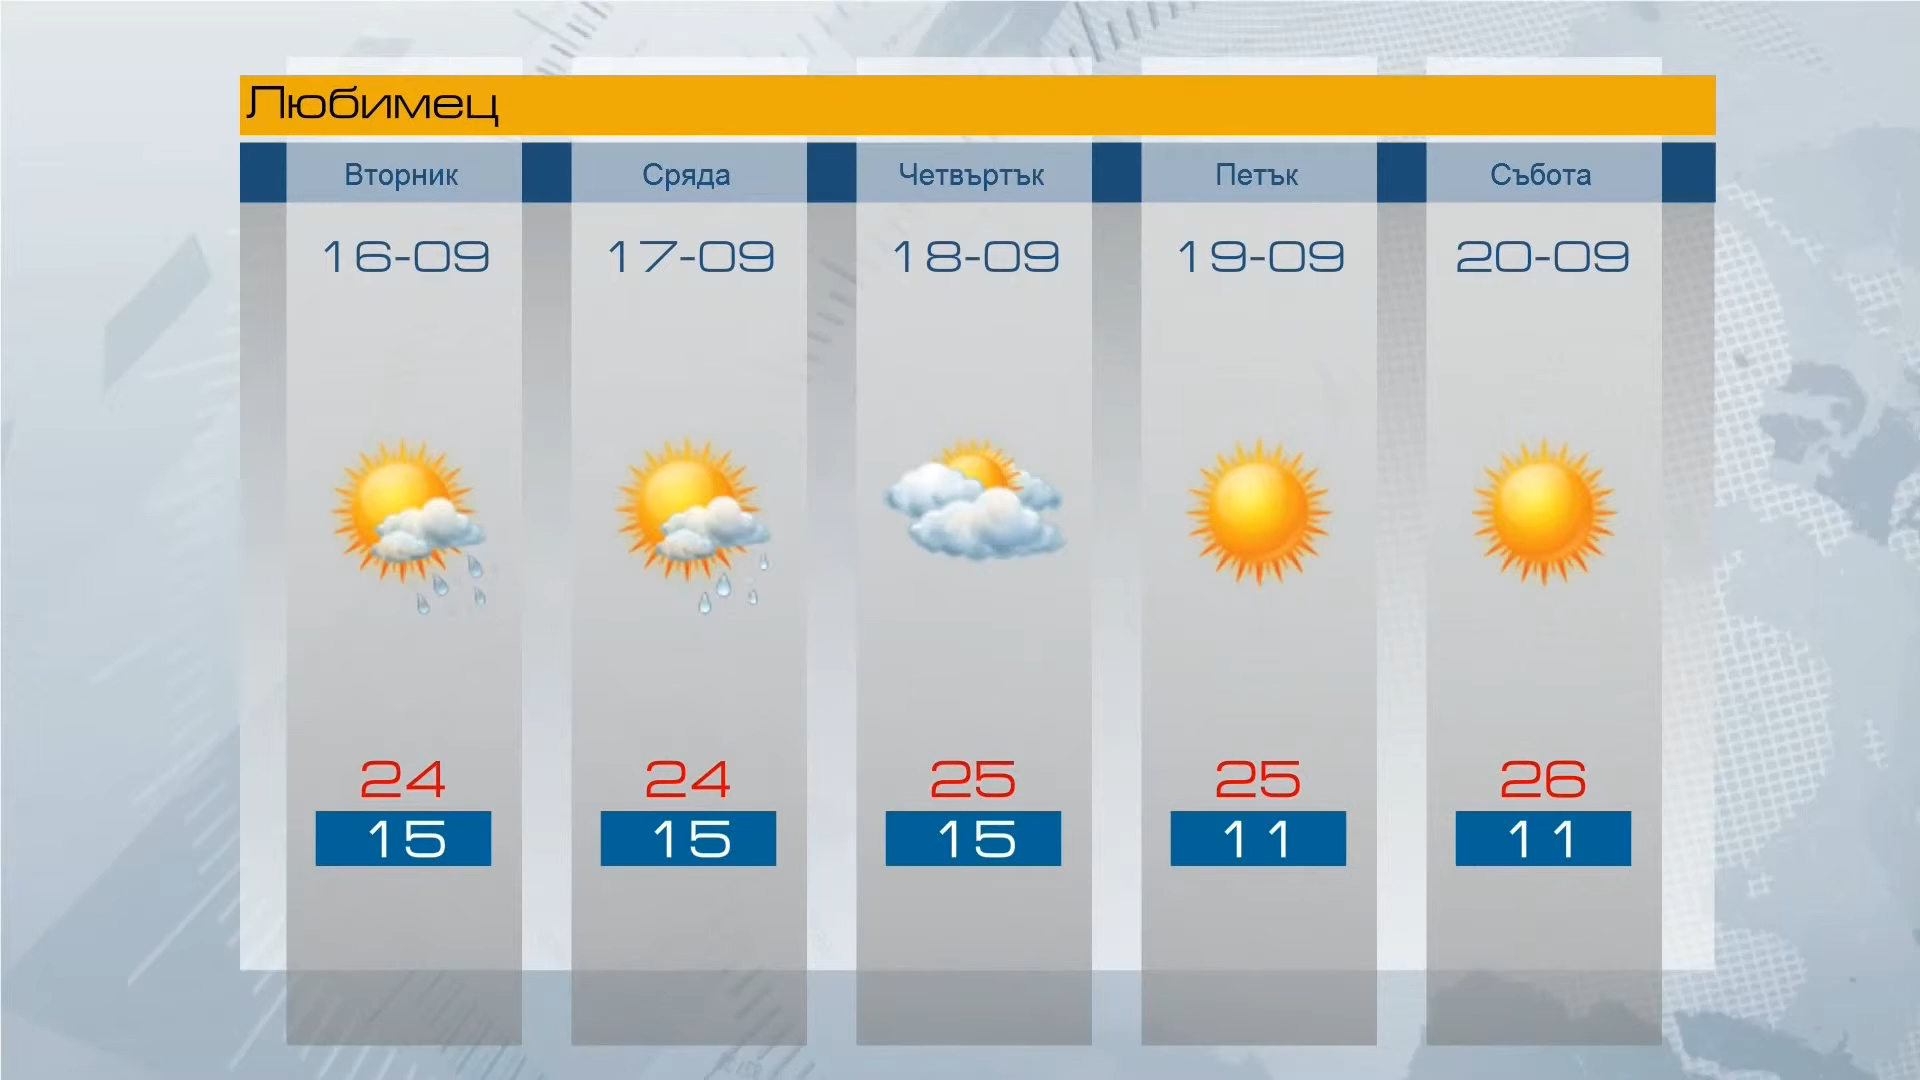 Любимец
Вторник Сряда Четвъртък Петък Събота
16-09 17-09 18-09 19-09 20-09
24 24 25 25 26
15 15 15 11 11